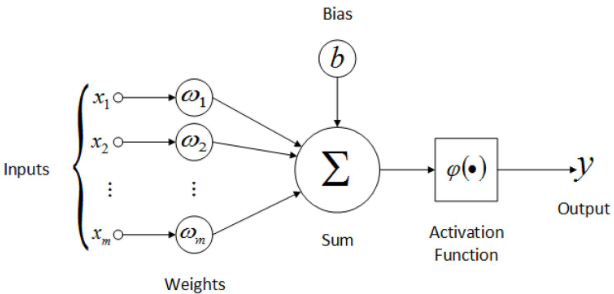 Bias
b
x₁ ω₁
x₂ ω₂
Inputs
⋮ ⋮
Σ φ(•) y
xₘ ωₘ
Output
Sum
Activation
Function
Weights